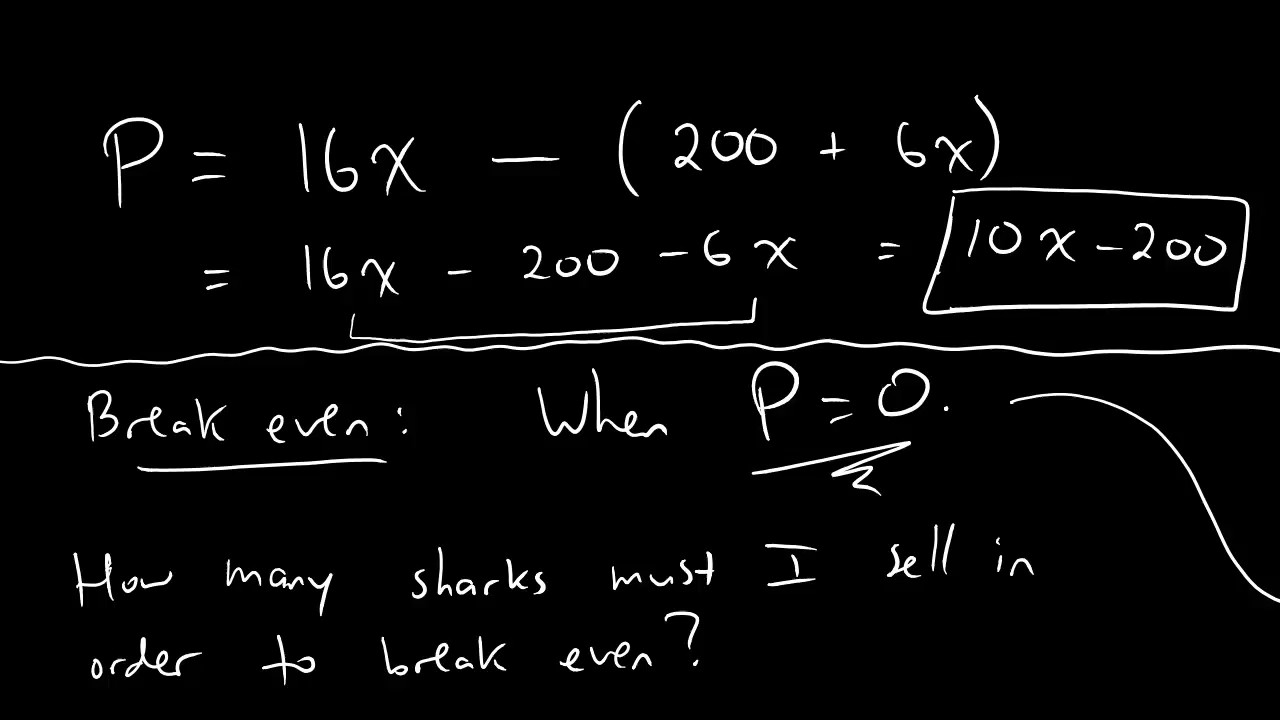 P = 16x - (200 + 6x)
= 16x - 200 - 6x = 10x - 200
Break even: When P = 0.
How many sharks must I sell in
order to break even?